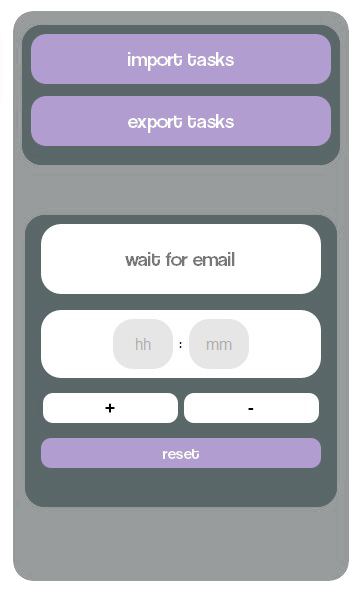 import tasks
export tasks
wait for email
hh : mm
+ -
reset